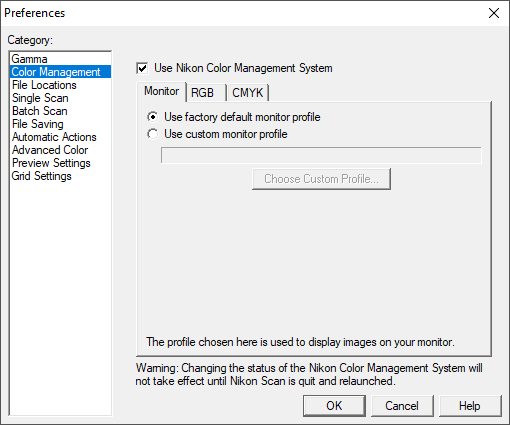 Preferences
Category:
Gamma
Color Management
File Locations
Single Scan
Batch Scan
File Saving
Automatic Actions
Advanced Color
Preview Settings
Grid Settings
Use Nikon Color Management System
Monitor RGB CMYK
Use factory default monitor profile
Use custom monitor profile
Choose Custom Profile...
The profile chosen here is used to display images on your monitor.
Warning: Changing the status of the Nikon Color Management System will
not take effect until Nikon Scan is quit and relaunched.
OK Cancel Help